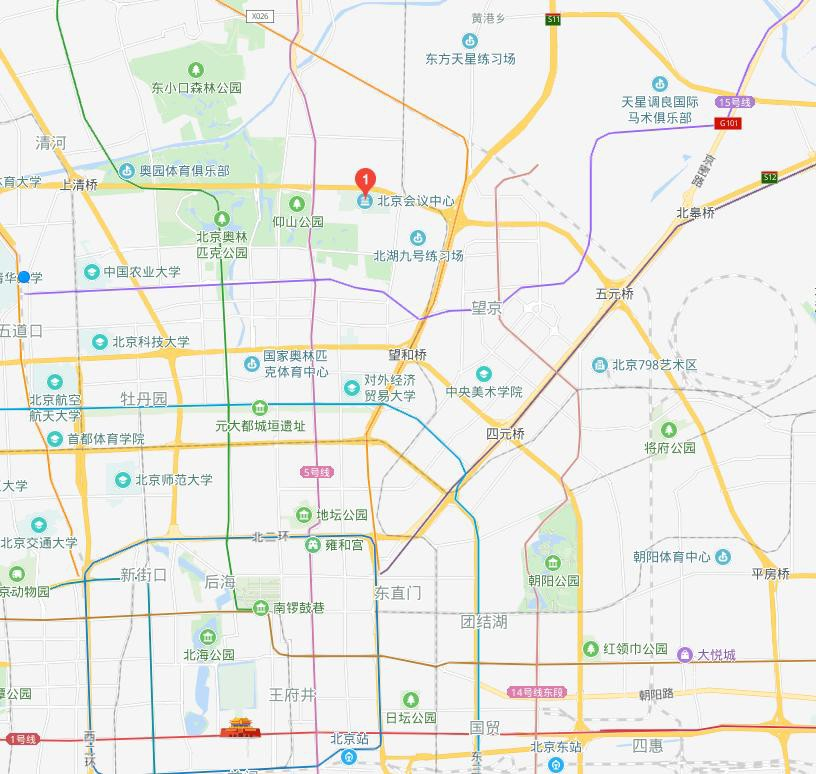 X026
黄港乡
S11
东方天星练习场
东小口森林公园
天星调良国际
马术俱乐部
15号线
G101
清河
奥园体育俱乐部
京密路
S12
体育大学
上清桥
1
北京会议中心
仰山公园
北皋桥
北京奥林
匹克公园
北湖九号练习场
清华大学
中国农业大学
五元桥
望京
五道口
北京科技大学
望和桥
国家奥林匹
克体育中心
北京798艺术区
对外经济
贸易大学
中央美术学院
北京航空
航天大学
牡丹园
元大都城垣遗址
首都体育学院
四元桥
将府公园
5号线
大学
北京师范大学
地坛公园
北京交通大学
北二环
雍和宫
朝阳体育中心
新街口
后海
京动物园
东直门
朝阳公园
平房桥
南锣鼓巷
团结湖
北海公园
红领巾公园
大悦城
王府井
14号线东段
朝阳路
潭公园
日坛公园
国贸
1号线
西二环
北京站
东
北京东站
四惠